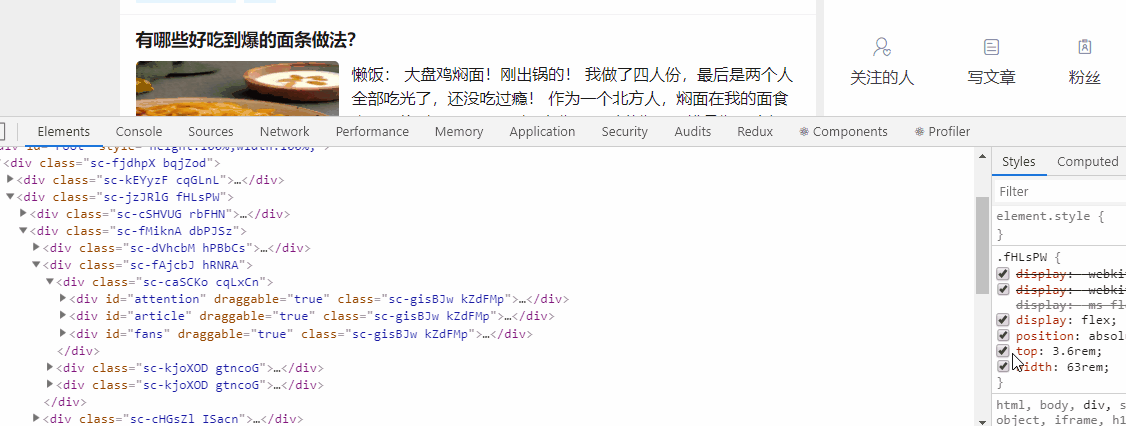 有哪些好吃到爆的面条做法?
懒饭: 大盘鸡焖面! 刚出锅的! 我做了四人份，最后是两个人
全部吃光了，还没吃过瘾! 作为一个北方人，焖面在我的面食
关注的人
写文章
粉丝
Elements Console Sources Network Performance Memory Application Security Audits Redux Components Profiler
<div class="sc-fjdhpX bqjZod">
<div class="sc-kEYyzF cqGLnL">…</div>
<div class="sc-jzJRlG fHLsPW">
<div class="sc-cSHVUG rbFHN">…</div>
<div class="sc-fMiknA dbPJSz">
<div class="sc-dVhcbM hPBbCs">…</div>
<div class="sc-fAjcbJ hRNRA">
<div class="sc-caSCKo cqLxCn">
<div id="attention" draggable="true" class="sc-gisBJw kZdFMp">…</div>
<div id="article" draggable="true" class="sc-gisBJw kZdFMp">…</div>
<div id="fans" draggable="true" class="sc-gisBJw kZdFMp">…</div>
</div>
<div class="sc-kjoXOD gtncoG">…</div>
<div class="sc-kjoXOD gtncoG">…</div>
</div>
<div class="sc-cHGsZl ISacn">…</div>
Styles Computed
Filter
element.style {
}
.fHLsPW {
display: -webki
display: -webki
display: -ms-fl
display: flex;
position: absol
top: 3.6rem;
width: 63rem;
}
html, body, div, s
object, iframe, h1